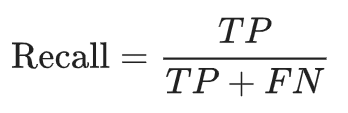 Recall = TP / TP + FN